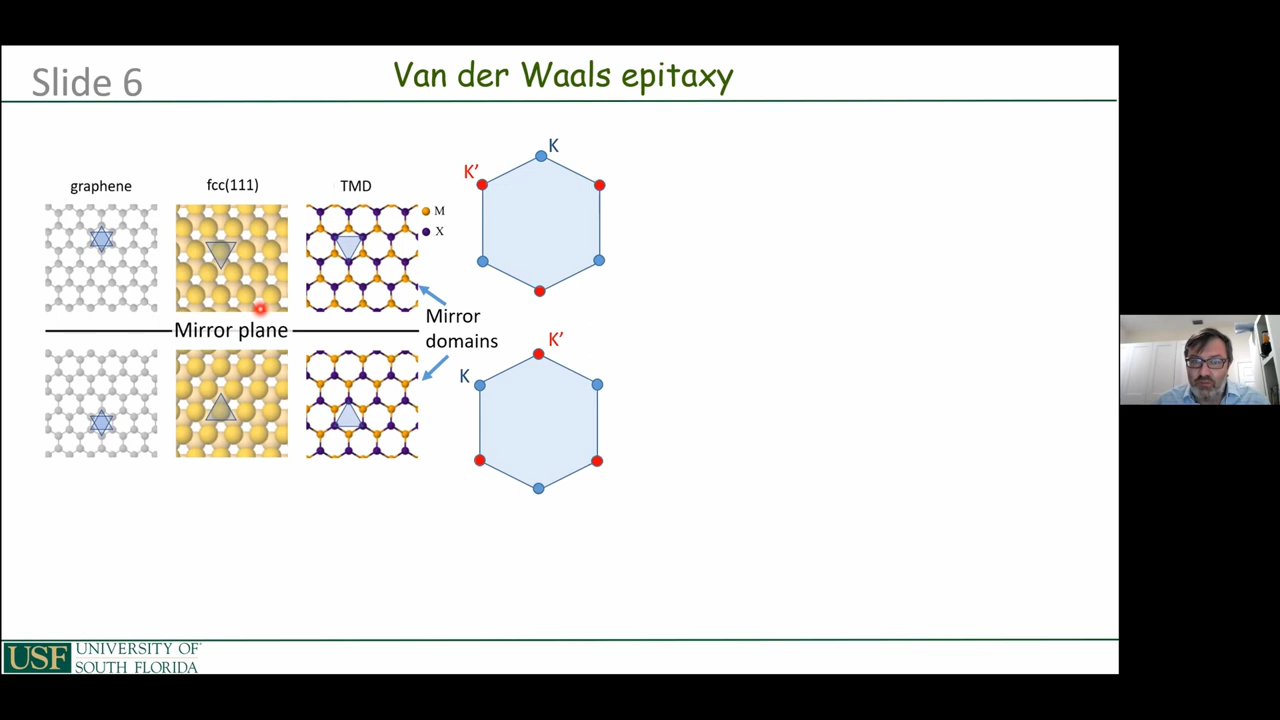 Slide 6
Van der Waals epitaxy
graphene
fcc(111)
TMD
M
X
K
K'
Mirror plane
Mirror
domains
K'
K
USF
UNIVERSITY OF
SOUTH FLORIDA